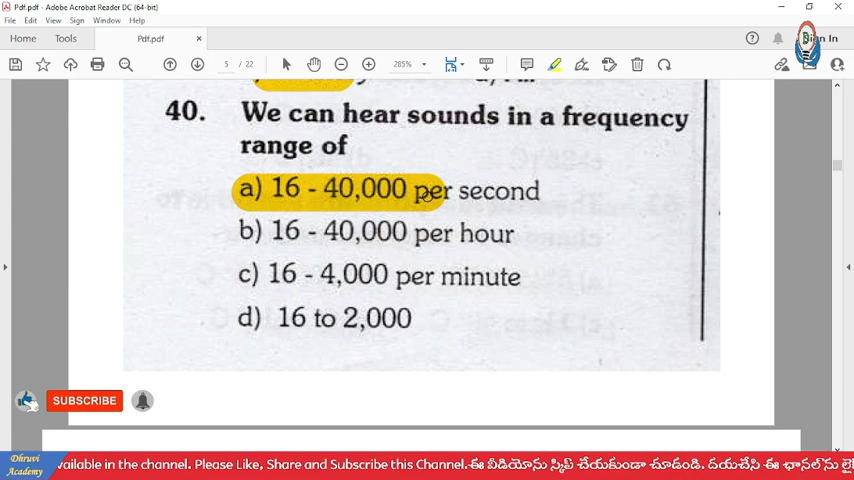 Pdf.pdf - Adobe Acrobat Reader DC (64-bit)
File Edit View Sign Window Help
Home Tools Pdf.pdf × Sign In
5 / 22 285%
40. We can hear sounds in a frequency
range of
a) 16 - 40,000 per second
b) 16 - 40,000 per hour
c) 16 - 4,000 per minute
d) 16 to 2,000
SUBSCRIBE
Dhruvi
Academy
vailable in the channel. Please Like, Share and Subscribe this Channel.ఈ వీడియోను స్కిప్ చేయకుండా చూడండి. దయచేసి ఈ ఛానల్‌ను లై